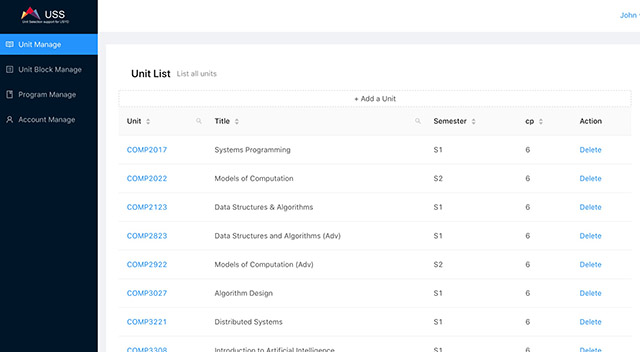 USS
Unit Selection support for USYD
John
Unit Manage
Unit Block Manage
Program Manage
Account Manage
Unit List List all units
+ Add a Unit
Unit Title Semester cp Action
COMP2017 Systems Programming S1 6 Delete
COMP2022 Models of Computation S2 6 Delete
COMP2123 Data Structures & Algorithms S1 6 Delete
COMP2823 Data Structures and Algorithms (Adv) S1 6 Delete
COMP2922 Models of Computation (Adv) S2 6 Delete
COMP3027 Algorithm Design S1 6 Delete
COMP3221 Distributed Systems S1 6 Delete
COMP3308 Introduction to Artificial Intelligence S1 6 Delete